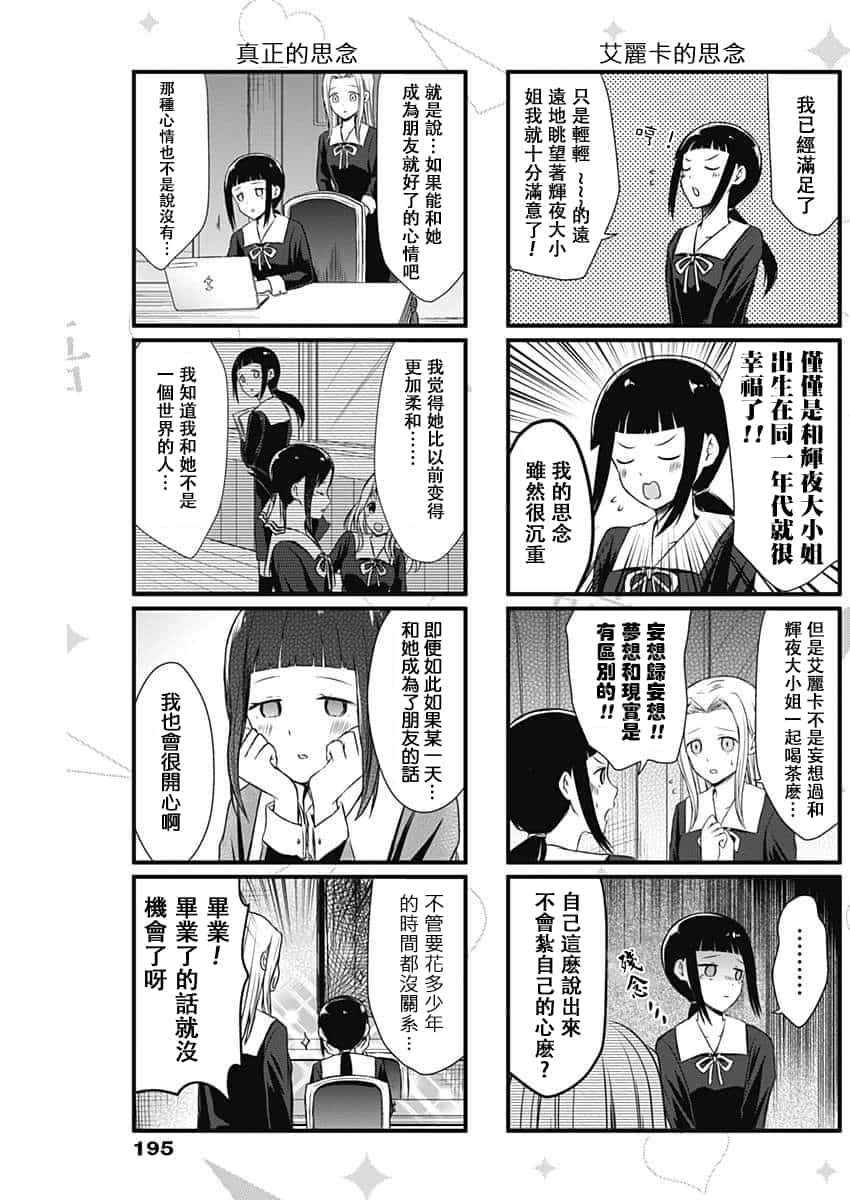 艾麗卡的思念
我已經滿足了
只是輕輕~~~的遠
遠地眺望著輝夜大小
姐我就十分滿意了!
哼!
僅僅是和輝夜大小姐
出生在同一年代就很
幸福了!!
我的思念
雖然很沉重
但是艾麗卡不是妄想過和
輝夜大小姐一起喝茶麽…
妄想歸妄想!!
夢想和現實是
有區別的!!
………
自己這麽說出來
不會紮自己的心麽?
殘念…
真正的思念
就是說…如果能和她
成為朋友就好了的心情吧
那種心情也不是說沒有…
我觉得她比以前变得
更加柔和……
我知道我和她不是
一個世界的人…
即便如此如果某一天…
和她成為了朋友的話
我也會很開心啊
不管要花多少年
的時間都沒關系…
畢業!
畢業了的話就沒
機會了呀
195